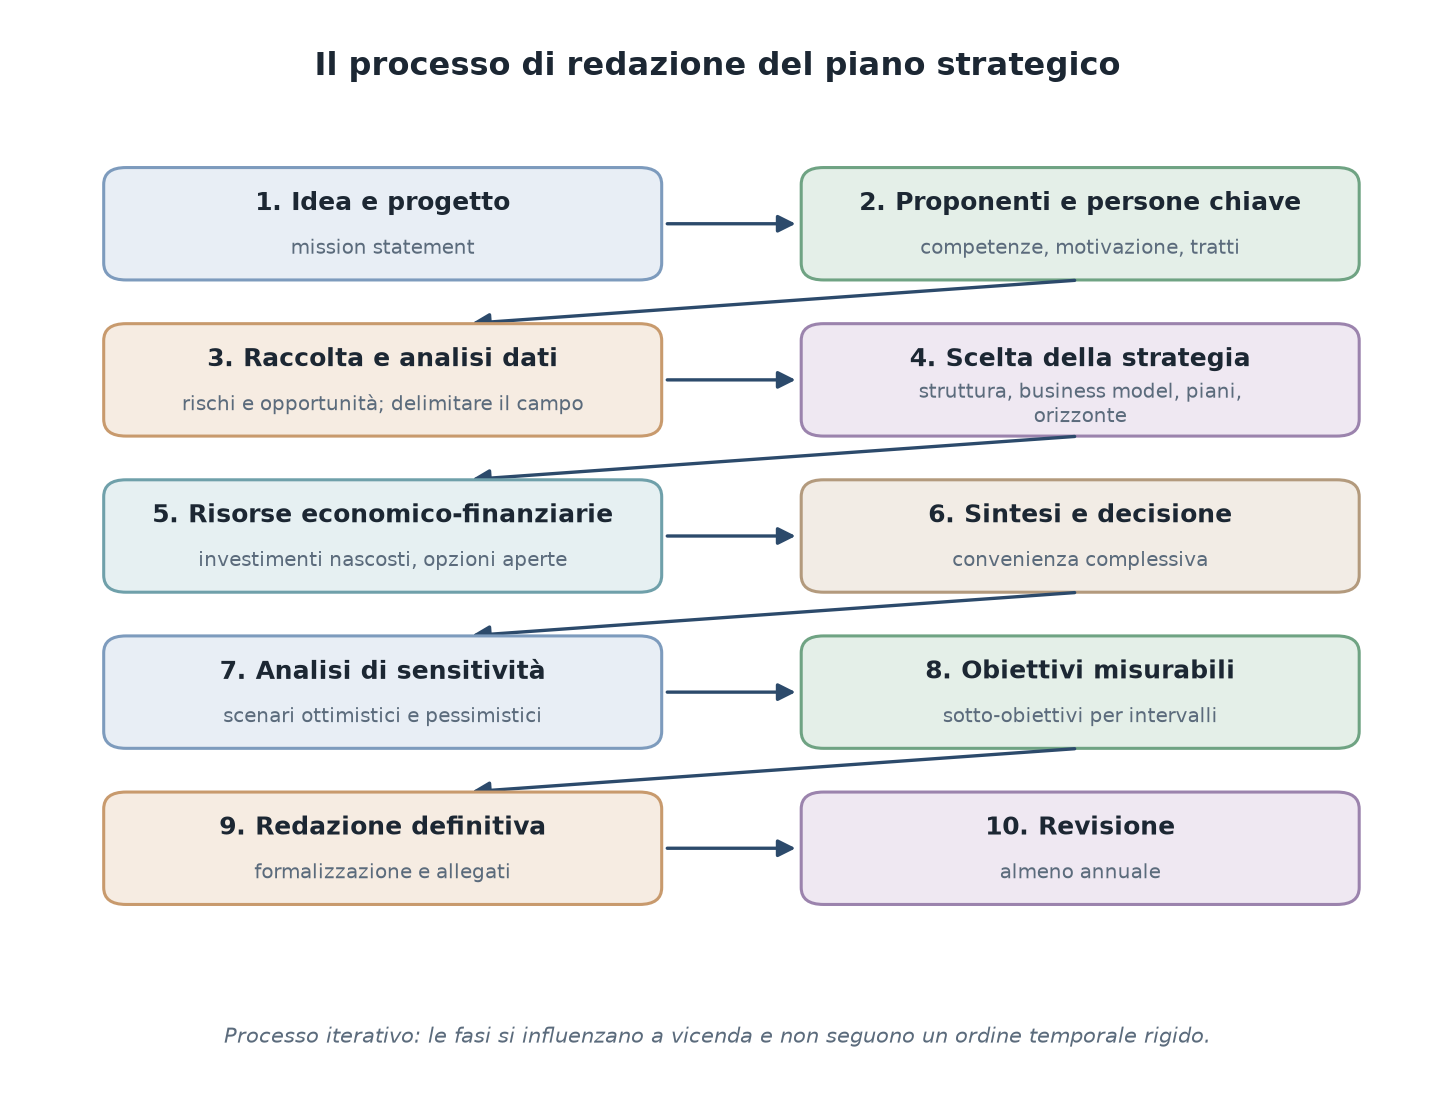 Il processo di redazione del piano strategico
1. Idea e progetto
mission statement
2. Proponenti e persone chiave
competenze, motivazione, tratti
3. Raccolta e analisi dati
rischi e opportunità; delimitare il campo
4. Scelta della strategia
struttura, business model, piani,
orizzonte
5. Risorse economico-finanziarie
investimenti nascosti, opzioni aperte
6. Sintesi e decisione
convenienza complessiva
7. Analisi di sensitività
scenari ottimistici e pessimistici
8. Obiettivi misurabili
sotto-obiettivi per intervalli
9. Redazione definitiva
formalizzazione e allegati
10. Revisione
almeno annuale
Processo iterativo: le fasi si influenzano a vicenda e non seguono un ordine temporale rigido.